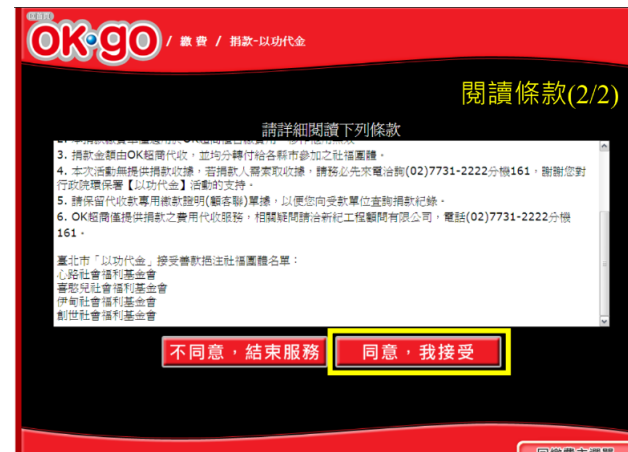 OK・go / 繳費 / 捐款-以功代金
閱讀條款(2/2)
請詳細閱讀下列條款
3. 捐款金額由OK超商代收，並均分轉付給各縣市參加之社福團體。
4. 本次活動無提供捐款收據，若捐款人需索取收據，請務必先來電洽詢(02)7731-2222分機161，謝謝您對
行政院環保署【以功代金】活動的支持。
5. 請保留代收款專用繳款證明(顧客聯)單據，以便您向受款單位查詢捐款紀錄。
6. OK超商僅提供捐款之費用代收服務，相關疑問請洽新紀工程顧問有限公司，電話(02)7731-2222分機
161。
臺北市「以功代金」接受善款挹注社福團體名單：
心路社會福利基金會
喜憨兒社會福利基金會
伊甸社會福利基金會
創世社會福利基金會
不同意，結束服務
同意，我接受